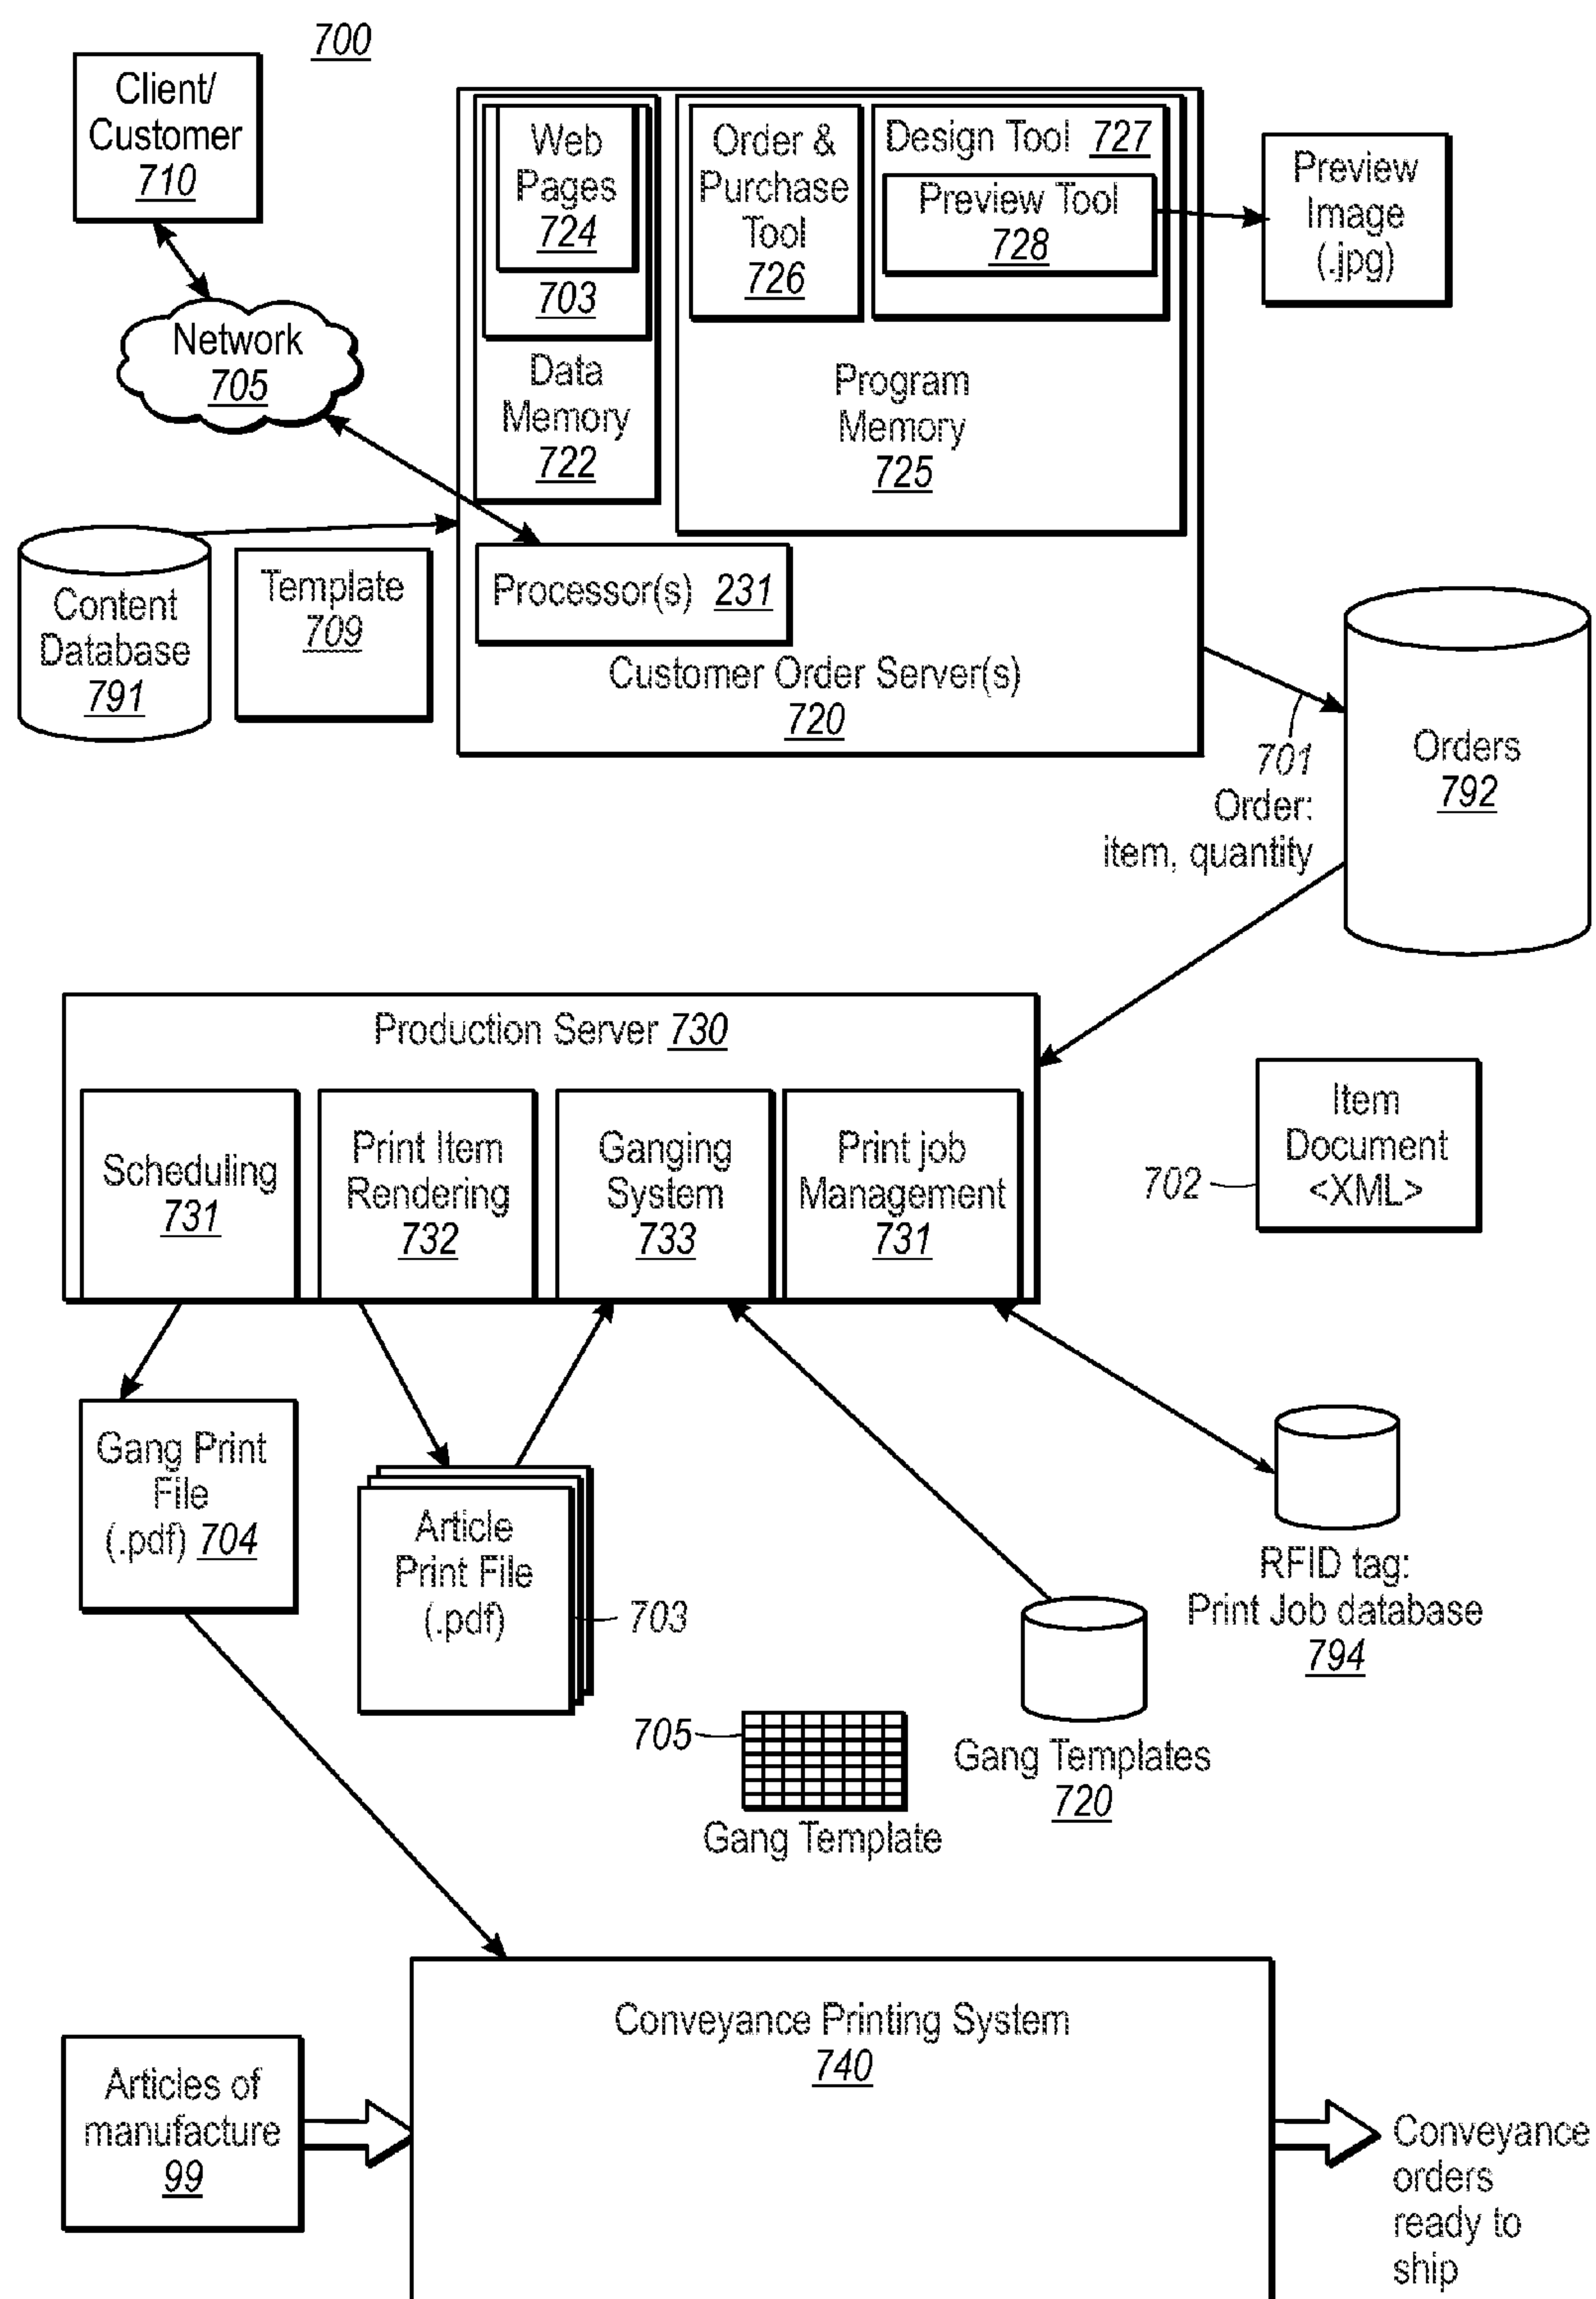 700
Client/
Customer
710
Network
705
Web
Pages
724
703
Data
Memory
722
Order &
Purchase
Tool
726
Design Tool 727
Preview Tool
728
Program
Memory
725
Preview
Image
(.jpg)
Content
Database
791
Template
709
Processor(s) 231
Customer Order Server(s)
720
701
Order:
item, quantity
Orders
792
Production Server 730
Scheduling
731
Print Item
Rendering
732
Ganging
System
733
Print job
Management
731
702
Item
Document
<XML>
Gang Print
File
(.pdf) 704
Article
Print File
(.pdf)
703
RFID tag:
Print Job database
794
705
Gang Template
Gang Templates
720
Conveyance Printing System
740
Articles of
manufacture
99
Conveyance
orders
ready to
ship